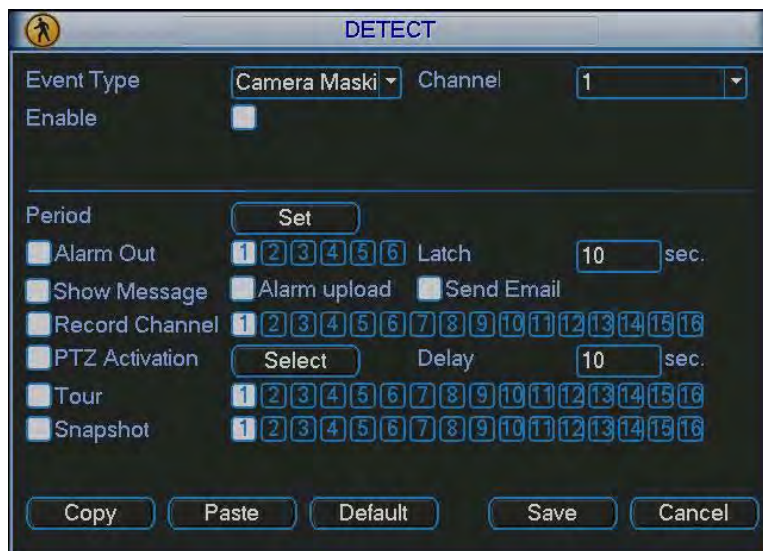 DETECT
Event Type Camera Maski Channel 1
Enable
Period Set
Alarm Out 1 2 3 4 5 6 Latch 10 sec.
Show Message Alarm upload Send Email
Record Channel 1 2 3 4 5 6 7 8 9 10 11 12 13 14 15 16
PTZ Activation Select Delay 10 sec.
Tour 1 2 3 4 5 6 7 8 9 10 11 12 13 14 15 16
Snapshot 1 2 3 4 5 6 7 8 9 10 11 12 13 14 15 16
Copy Paste Default Save Cancel